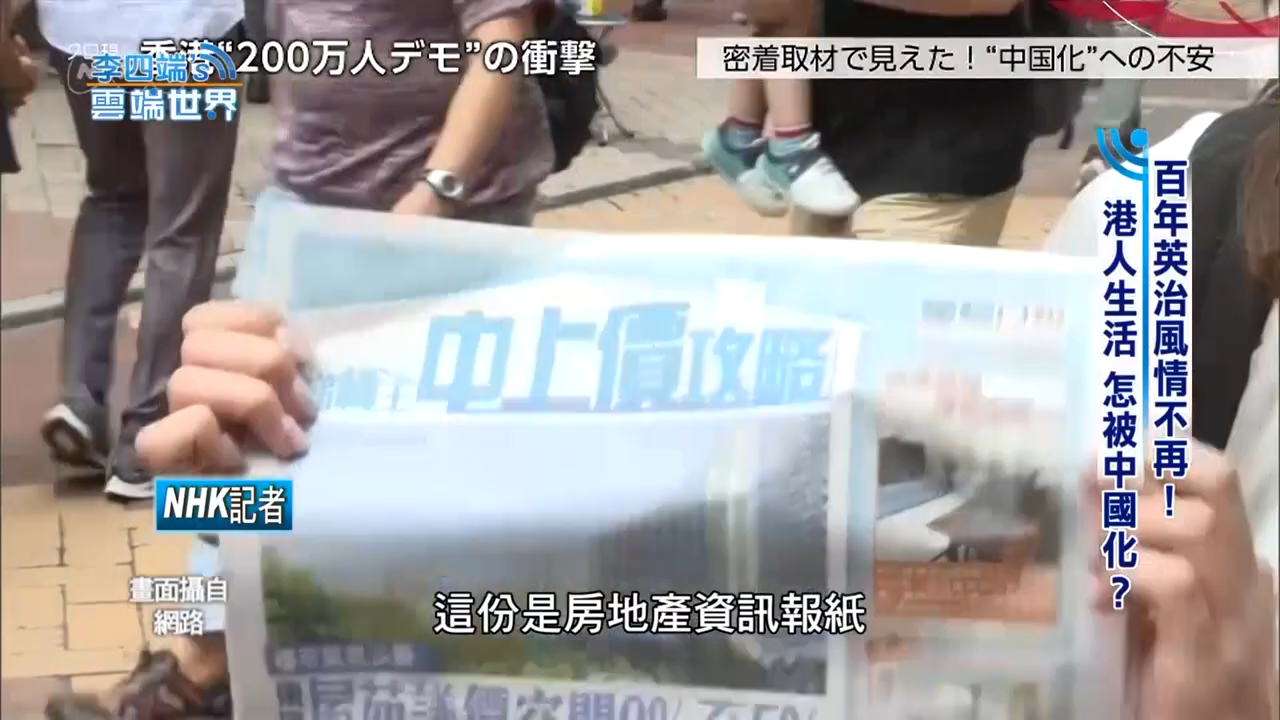 香港“200万人デモ”の衝撃
密着取材で見えた！“中国化”への不安
李四端's
雲端世界
百年英治風情不再！
港人生活 怎被中國化？
中上價攻略
NHK記者
畫面攝自
網路
這份是房地產資訊報紙